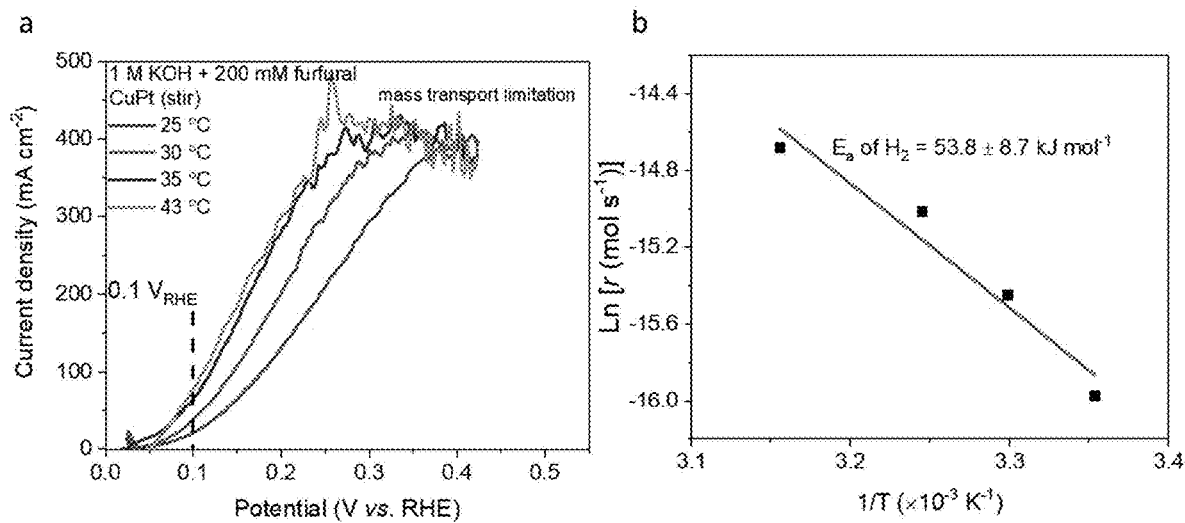 a
b
1 M KOH + 200 mM furfural
CuPt (stir)
25 °C
30 °C
35 °C
43 °C
mass transport limitation
0.1 V_RHE
Current density (mA cm⁻²)
500
400
300
200
100
0
0.0 0.1 0.2 0.3 0.4 0.5
Potential (V vs. RHE)
Eₐ of H₂ = 53.8 ± 8.7 kJ mol⁻¹
Ln [r (mol s⁻¹)]
-14.4
-14.8
-15.2
-15.6
-16.0
3.1 3.2 3.3 3.4
1/T (×10⁻³ K⁻¹)